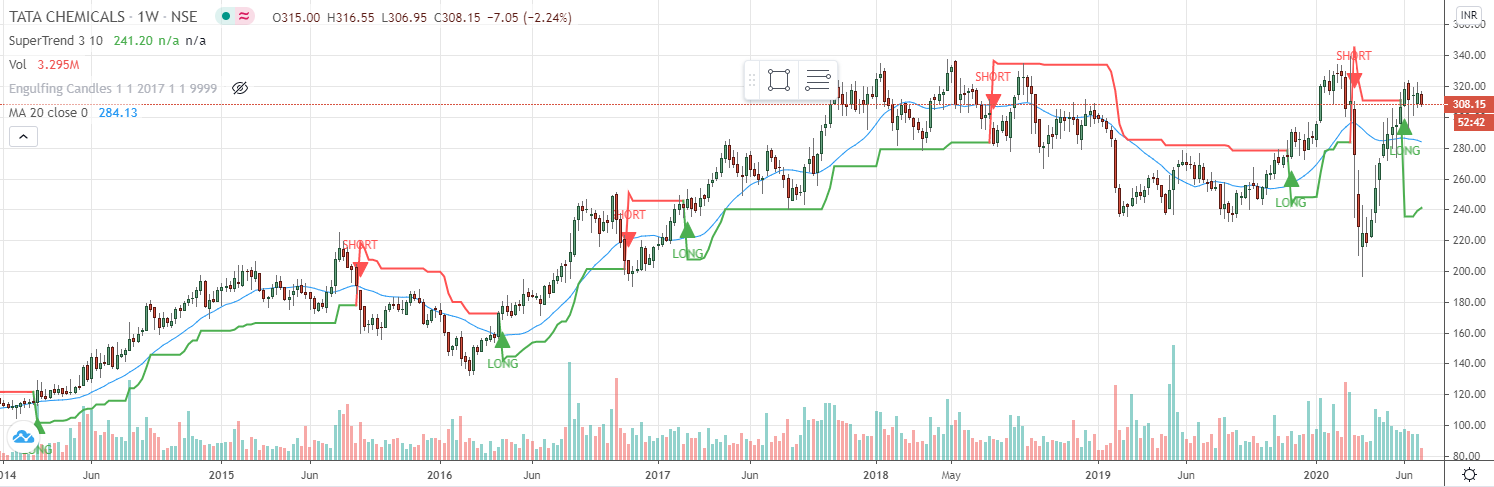 TATA CHEMICALS · 1W · NSE O315.00 H316.55 L306.95 C308.15 −7.05 (−2.24%)
SuperTrend 3 10 241.20 n/a n/a
Vol 3.295M
Engulfing Candles 1 1 2017 1 1 9999
MA 20 close 0 284.13
INR
360.00
340.00
320.00
308.15
52:42
280.00
260.00
240.00
220.00
200.00
180.00
160.00
140.00
120.00
100.00
80.00
SHORT
SHORT
SHORT
SHORT
LONG
LONG
LONG
LONG
LONG
LONG
2014 Jun 2015 Jun 2016 Jun 2017 Jun 2018 May 2019 Jun 2020 Jun